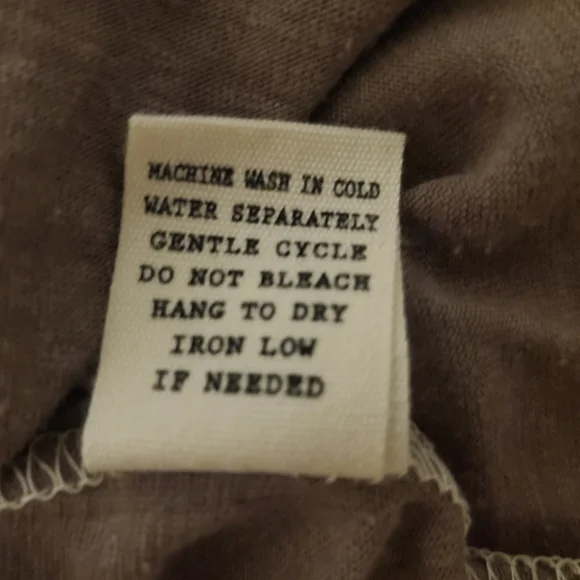 MACHINE WASH IN COLD
WATER SEPARATELY
GENTLE CYCLE
DO NOT BLEACH
HANG TO DRY
IRON LOW
IF NEEDED